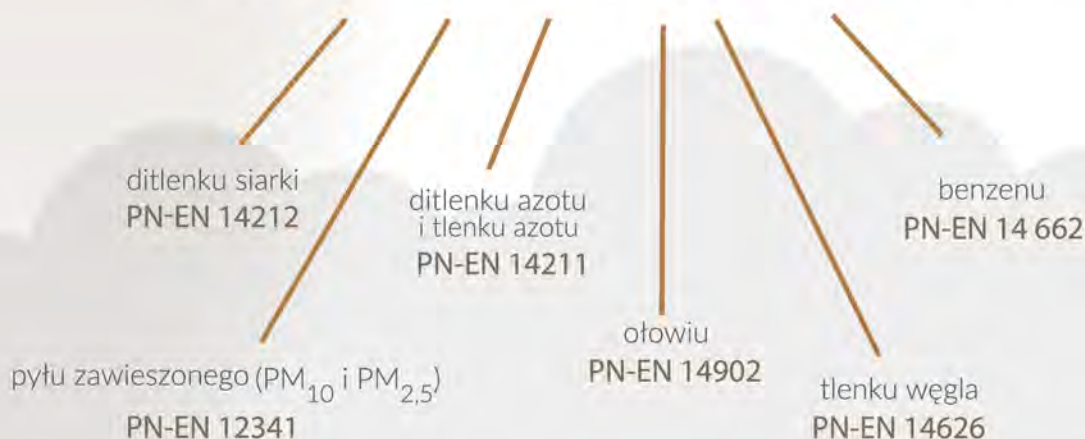 ditlenku siarki
PN-EN 14212
ditlenku azotu
i tlenku azotu
PN-EN 14211
benzenu
PN-EN 14 662
pyłu zawieszonego (PM10 i PM2,5)
PN-EN 12341
ołowiu
PN-EN 14902
tlenku węgla
PN-EN 14626